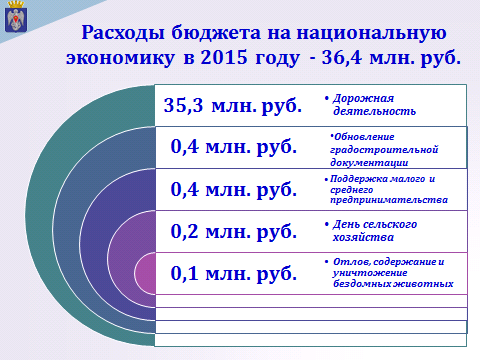 Расходы бюджета на национальную
экономику в 2015 году - 36,4 млн. руб.
35,3 млн. руб.
• Дорожная
деятельность
0,4 млн. руб.
•Обновление
градостроительной
документации
0,4 млн. руб.
• Поддержка малого и
среднего
предпринимательства
0,2 млн. руб.
• День сельского
хозяйства
0,1 млн. руб.
• Отлов, содержание и
уничтожение
бездомных животных